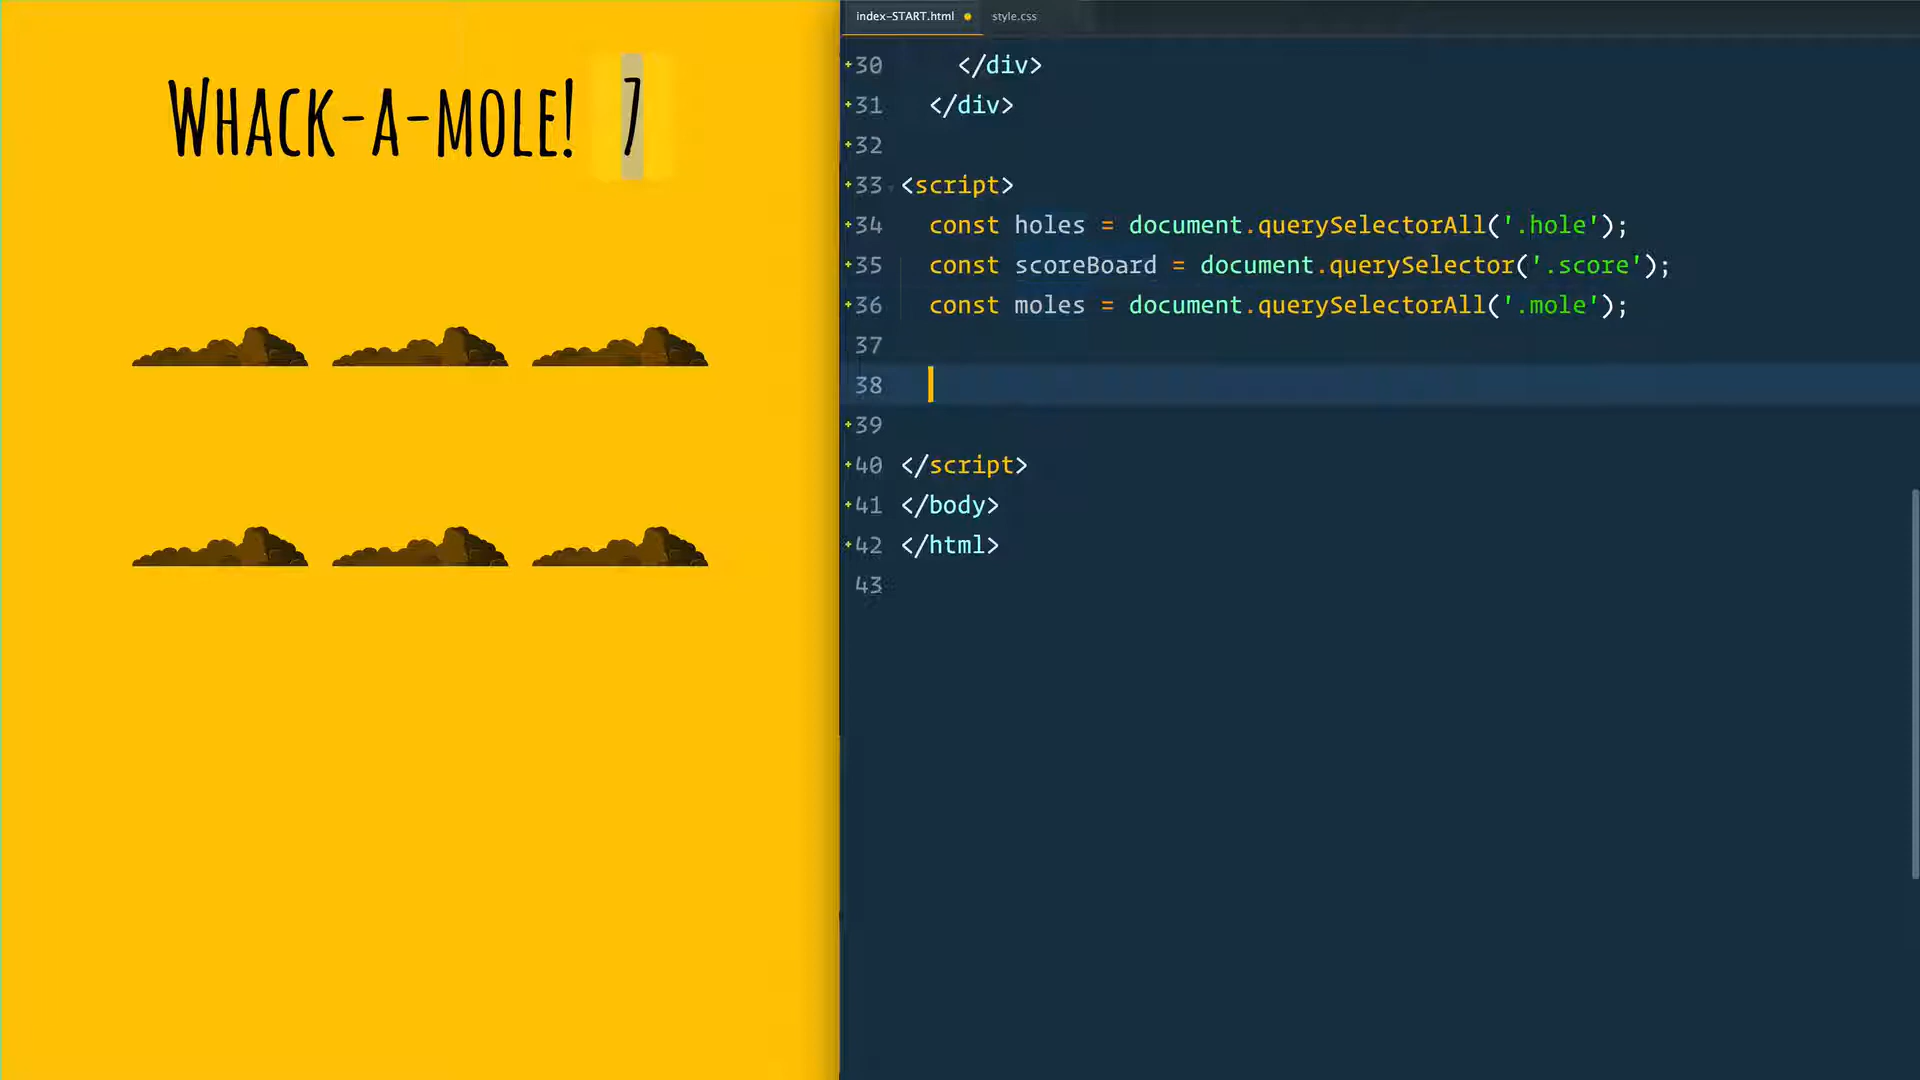 WHACK-A-MOLE! 7
index-START.html style.css
30 </div>
31 </div>
32
33 <script>
34 const holes = document.querySelectorAll('.hole');
35 const scoreBoard = document.querySelector('.score');
36 const moles = document.querySelectorAll('.mole');
37
38
39
40 </script>
41 </body>
42 </html>
43